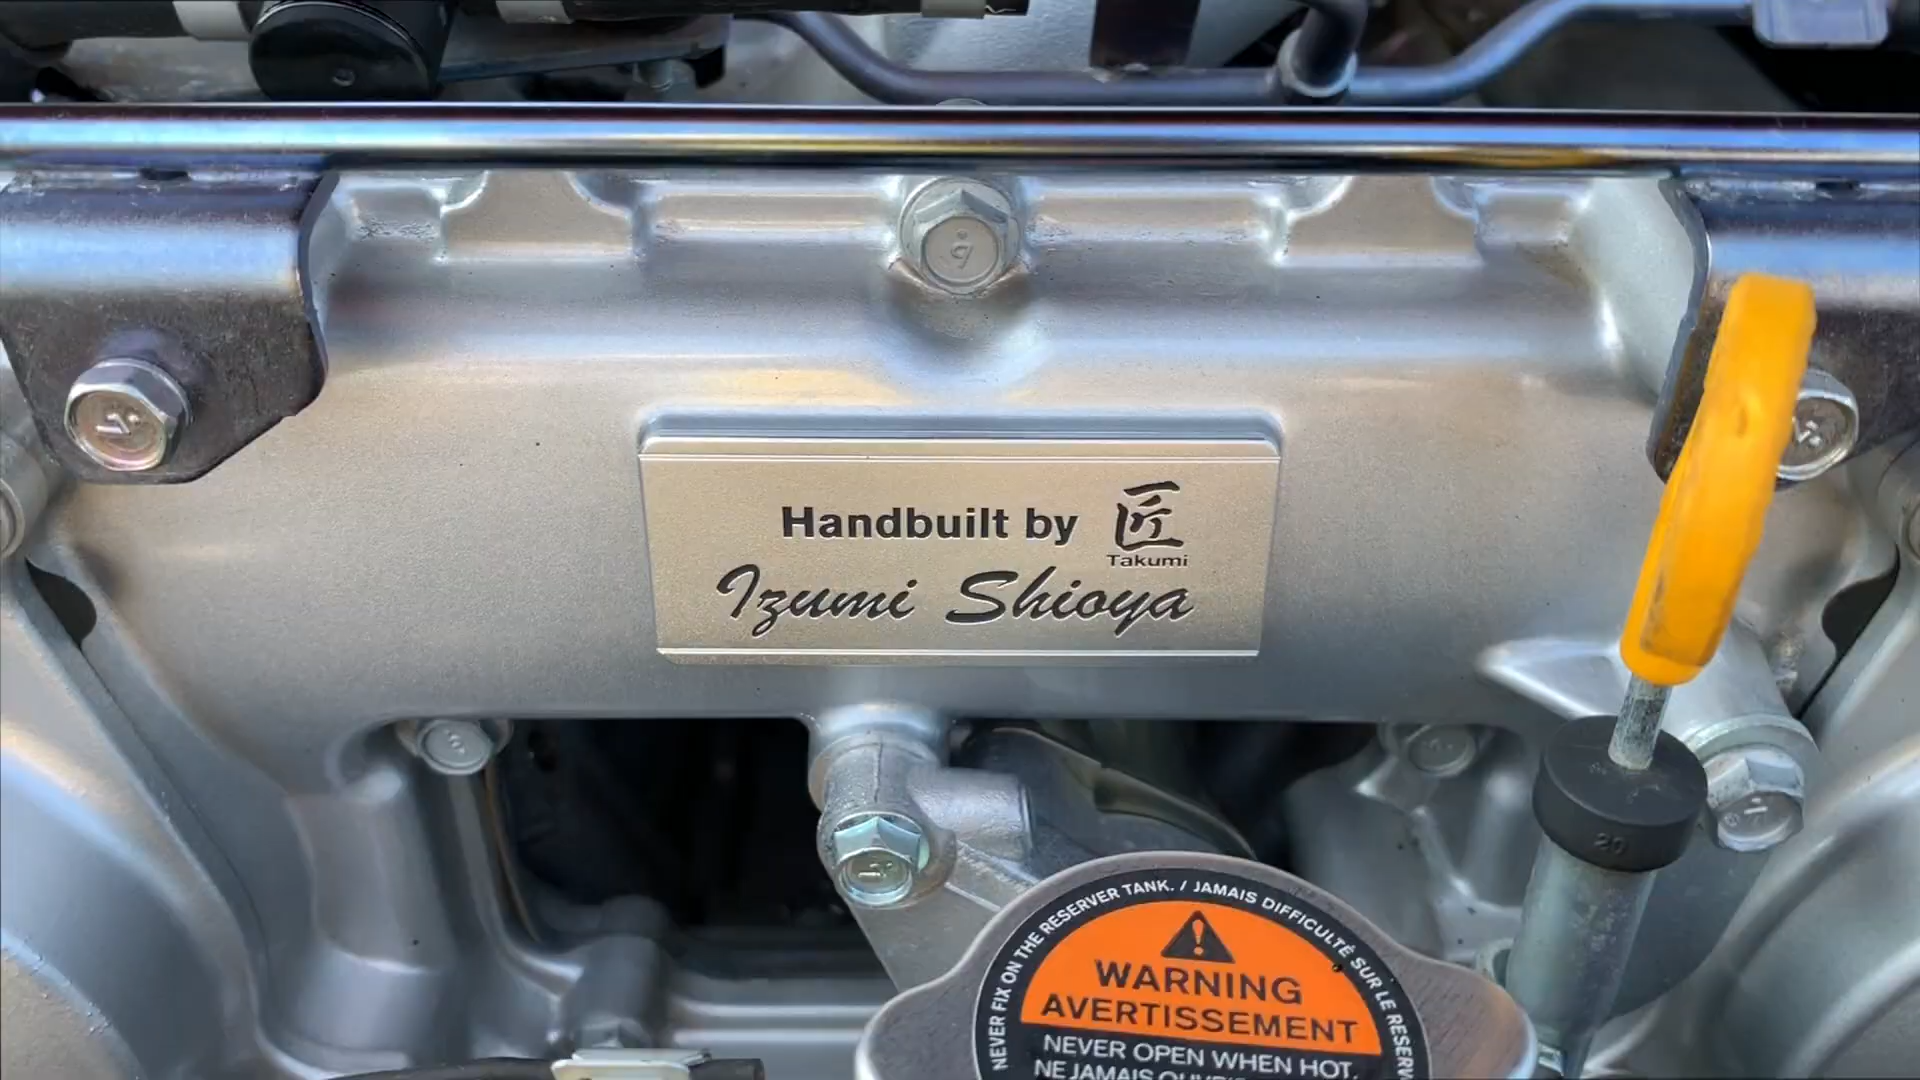 Handbuilt by 匠
Takumi
Izumi Shioya
20
NEVER FIX ON THE RESERVER TANK. / JAMAIS DIFFICULTÉ SUR LE
WARNING
AVERTISSEMENT
NEVER OPEN WHEN HOT.
NE JAMAIS